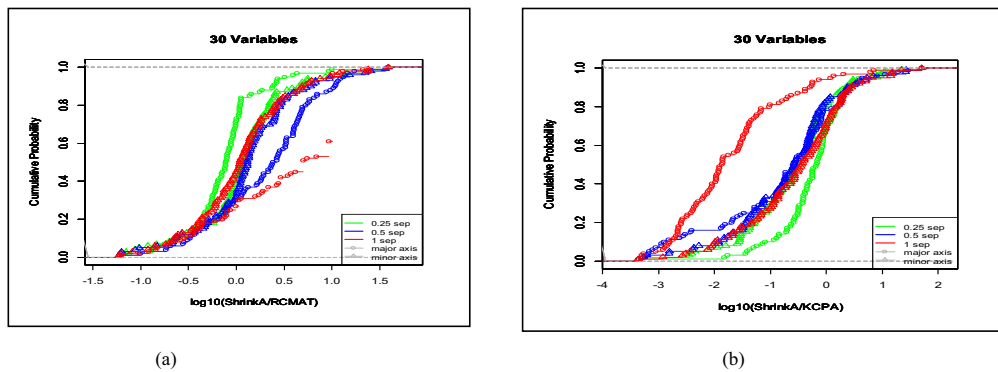 30 Variables
Cumulative Probability
1.0
0.8
0.6
0.4
0.2
0.0
-1.5 -1.0 -0.5 0.0 0.5 1.0 1.5
log10(ShrinkA/RCMAT)
0.25 sep
0.5 sep
1 sep
major axis
minor axis
(a)
30 Variables
Cumulative Probability
1.0
0.8
0.6
0.4
0.2
0.0
-4 -3 -2 -1 0 1 2
log10(ShrinkA/KCPA)
0.25 sep
0.5 sep
1 sep
major axis
minor axis
(b)